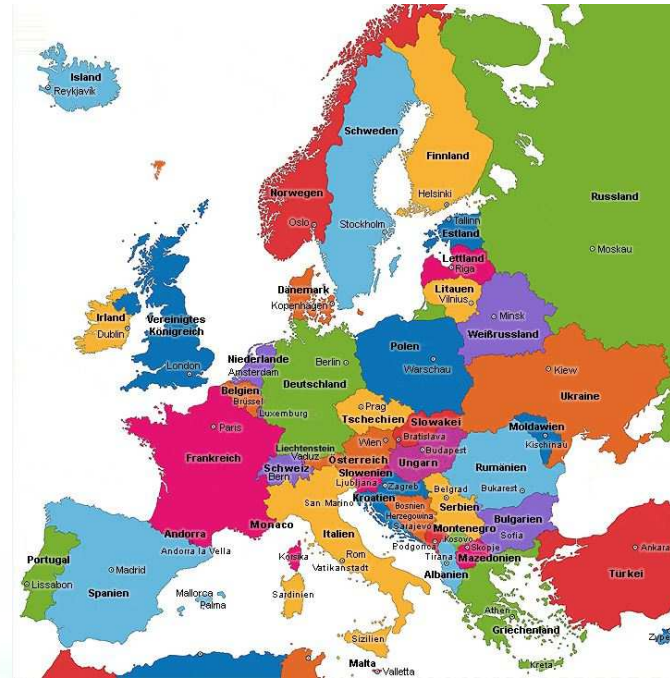 Island
Reykjavík
Schweden
Finnland
Norwegen
Helsinki
Russland
Oslo
Stockholm
Tallinn
Estland
Moskau
Lettland
Riga
Dänemark
Kopenhagen
Litauen
Vilnius
Irland
Dublin
Vereinigtes
Königreich
Minsk
Weißrussland
London
Niederlande
Amsterdam
Berlin
Polen
Warschau
Belgien
Brüssel
Deutschland
Kiew
Ukraine
Luxemburg
Prag
Tschechien
Paris
Slowakei
Moldawien
Kischinau
Frankreich
Liechtenstein
Vaduz
Wien
Bratislava
Budapest
Schweiz
Bern
Österreich
Ungarn
Rumänien
Slowenien
Ljubljana
Zagreb
Bukarest
Kroatien
San Marino
Belgrad
Bosnien
Herzegowina
Serbien
Sarajevo
Bulgarien
Sofia
Andorra
Andorra la Vella
Monaco
Italien
Montenegro
Kosovo
Podgorica
Skopje
Mazedonien
Portugal
Lissabon
Madrid
Spanien
Korsika
Rom
Vatikanstadt
Tirana
Albanien
Ankara
Türkei
Mallorca
Palma
Sardinien
Athen
Griechenland
Sizilien
Malta
Valletta
Kreta
Zype